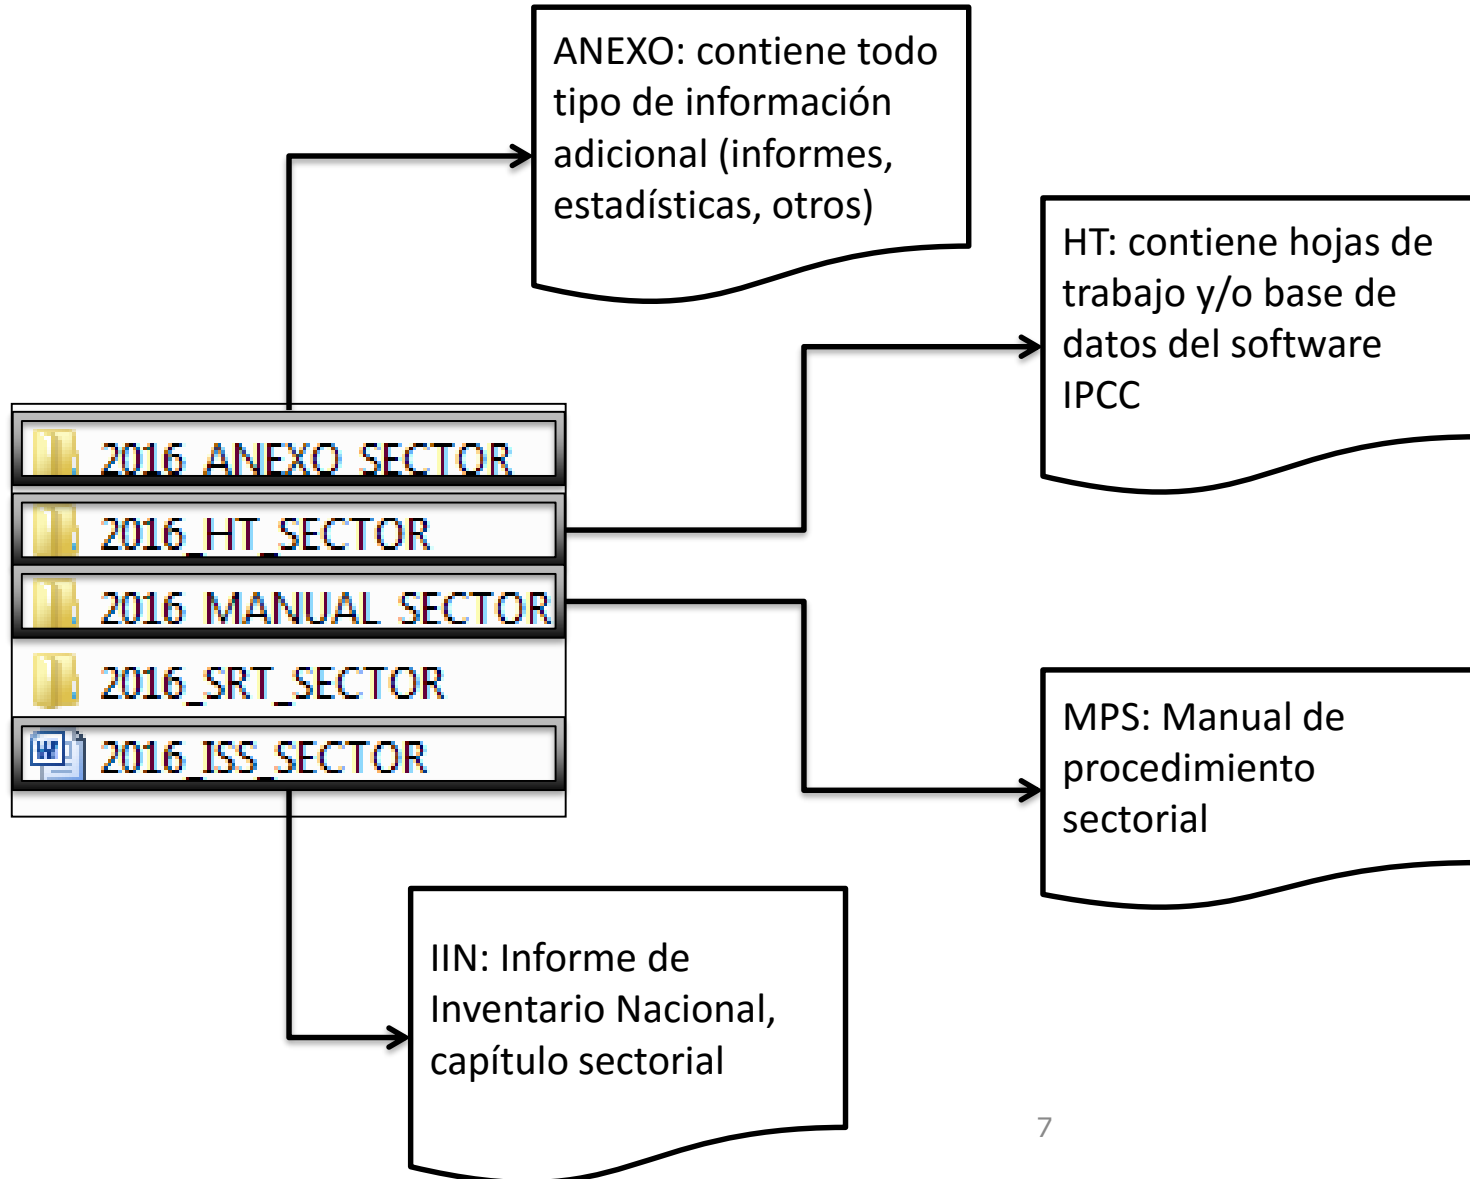 ANEXO: contiene todo
tipo de información
adicional (informes,
estadísticas, otros)
HT: contiene hojas de
trabajo y/o base de
datos del software
IPCC
2016_ANEXO_SECTOR
2016_HT_SECTOR
2016_MANUAL_SECTOR
2016_SRT_SECTOR
2016_ISS_SECTOR
MPS: Manual de
procedimiento
sectorial
IIN: Informe de
Inventario Nacional,
capítulo sectorial
7